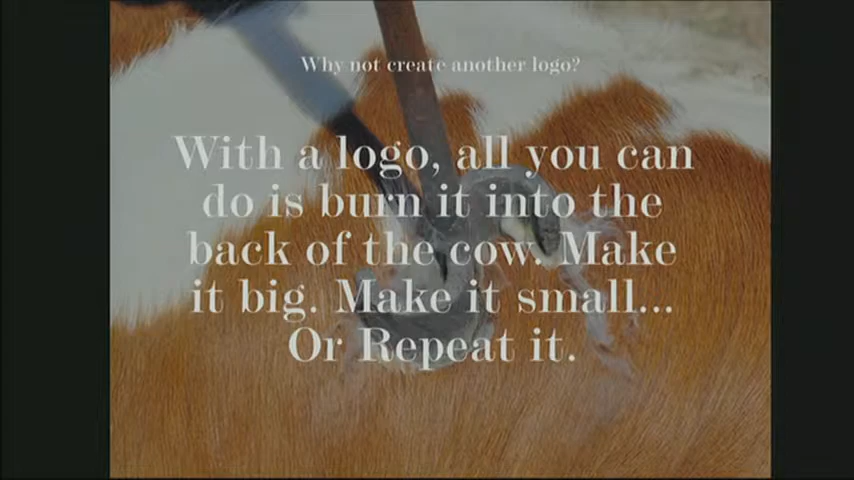 Why not create another logo?
With a logo, all you can
do is burn it into the
back of the cow. Make
it big. Make it small...
Or Repeat it.